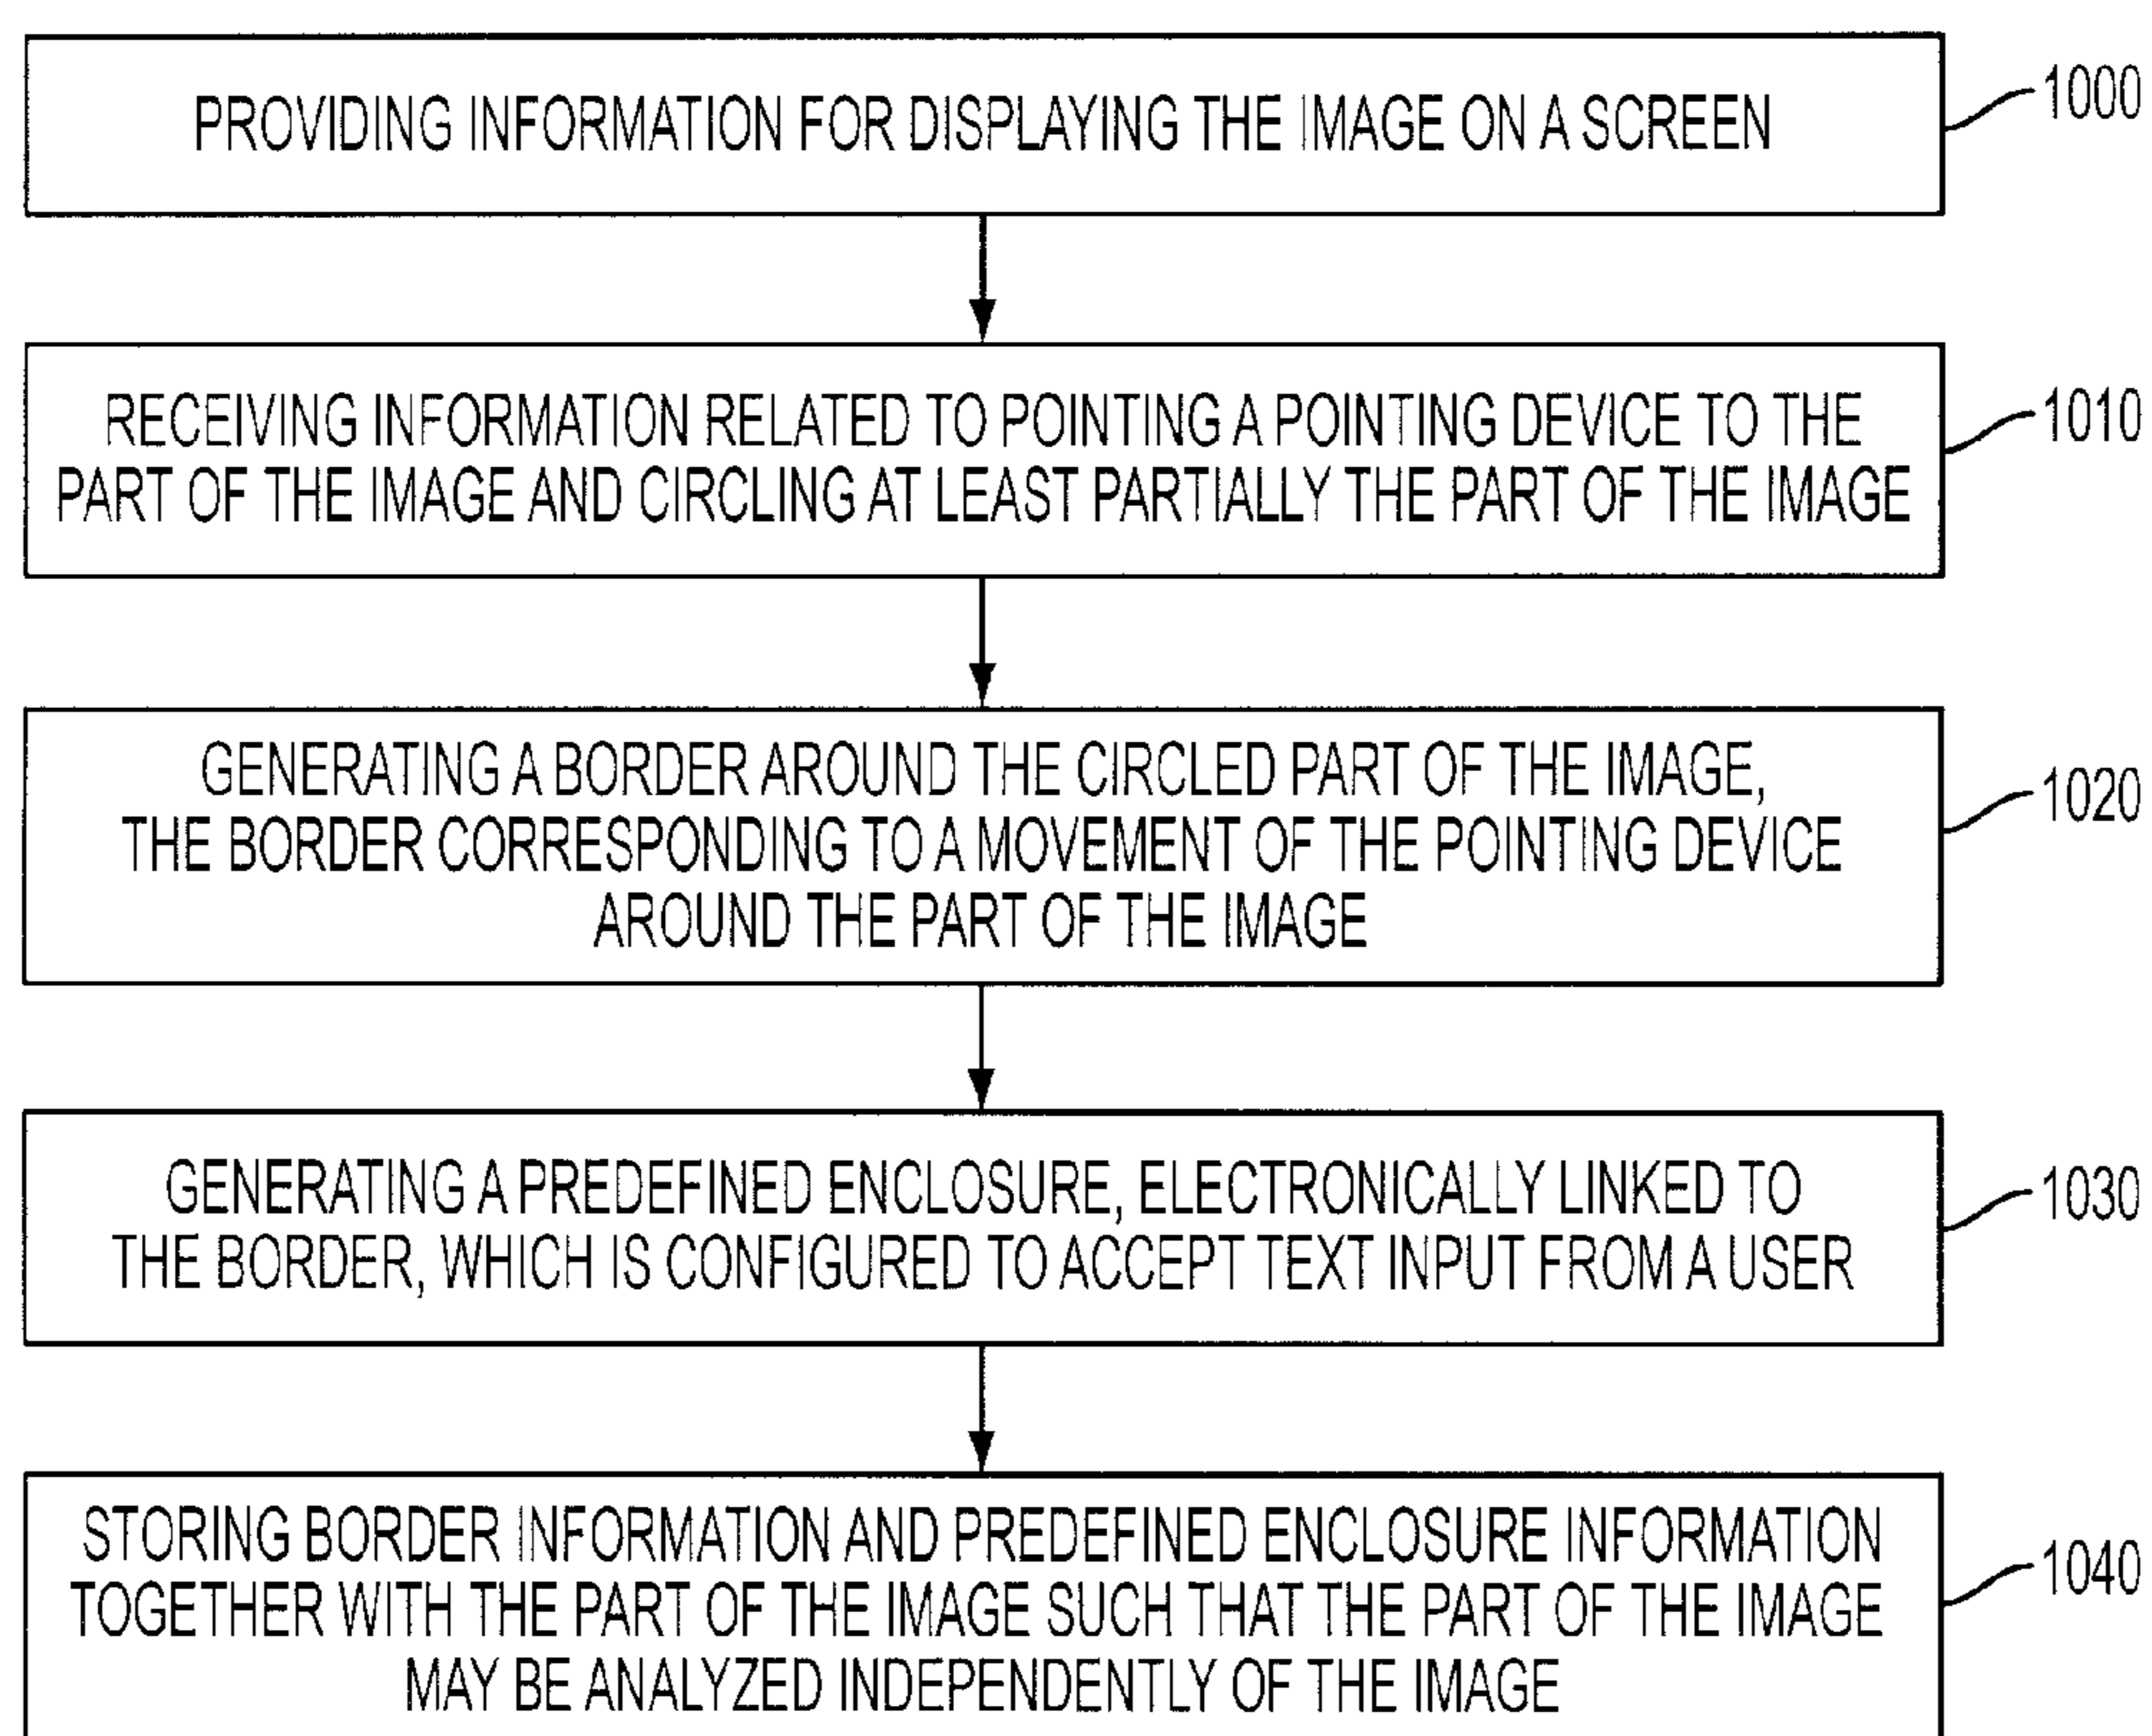 PROVIDING INFORMATION FOR DISPLAYING THE IMAGE ON A SCREEN
1000
RECEIVING INFORMATION RELATED TO POINTING A POINTING DEVICE TO THE
PART OF THE IMAGE AND CIRCLING AT LEAST PARTIALLY THE PART OF THE IMAGE
1010
GENERATING A BORDER AROUND THE CIRCLED PART OF THE IMAGE,
THE BORDER CORRESPONDING TO A MOVEMENT OF THE POINTING DEVICE
AROUND THE PART OF THE IMAGE
1020
GENERATING A PREDEFINED ENCLOSURE, ELECTRONICALLY LINKED TO
THE BORDER, WHICH IS CONFIGURED TO ACCEPT TEXT INPUT FROM A USER
1030
STORING BORDER INFORMATION AND PREDEFINED ENCLOSURE INFORMATION
TOGETHER WITH THE PART OF THE IMAGE SUCH THAT THE PART OF THE IMAGE
MAY BE ANALYZED INDEPENDENTLY OF THE IMAGE
1040